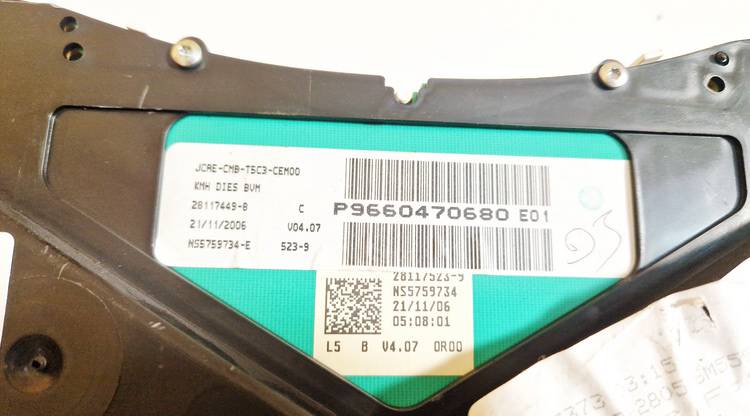 JCAE-CMB-T5C3-CEM00
KMH DIES BVM
28117449-8 C
21/11/2006 V04.07
NS5759734-E 523-9
P9660470680 E01
28117523-9
NS5759734
21/11/06
05:08:01
L5 B V4.07 0R00